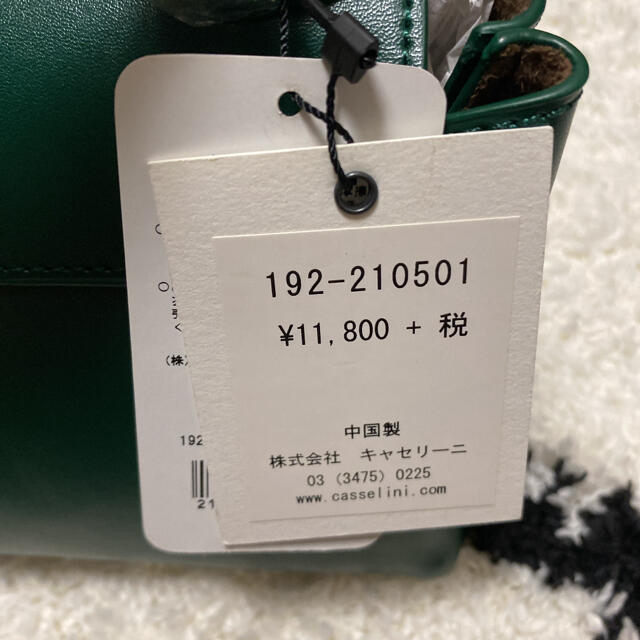 192-210501
¥11,800 + 税
中国製
株式会社 キャセリーニ
03 (3475) 0225
www.casselini.com
(株)
192
21